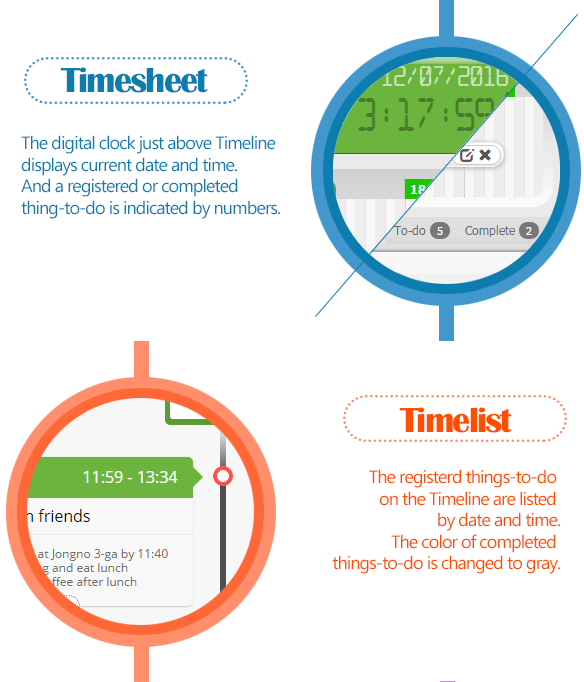 Timesheet
The digital clock just above Timeline
displays current date and time.
And a registered or completed
thing-to-do is indicated by numbers.
12/07/2016
3:17:59
18
To-do 5 Complete 2
Timelist
The registerd things-to-do
on the Timeline are listed
by date and time.
The color of completed
things-to-do is changed to gray.
11:59 - 13:34
friends
at Jongno 3-ga by 11:40
and eat lunch
after lunch